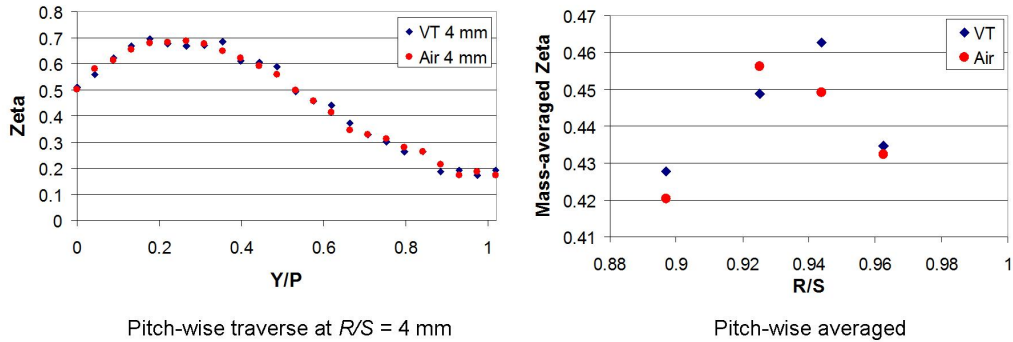 Zeta
0.8
0.7
0.6
0.5
0.4
0.3
0.2
0.1
0
0 0.2 0.4 0.6 0.8 1
Y/P
VT 4 mm
Air 4 mm
Pitch-wise traverse at R/S = 4 mm
Mass-averaged Zeta
0.47
0.46
0.45
0.44
0.43
0.42
0.41
0.88 0.9 0.92 0.94 0.96 0.98 1
R/S
VT
Air
Pitch-wise averaged